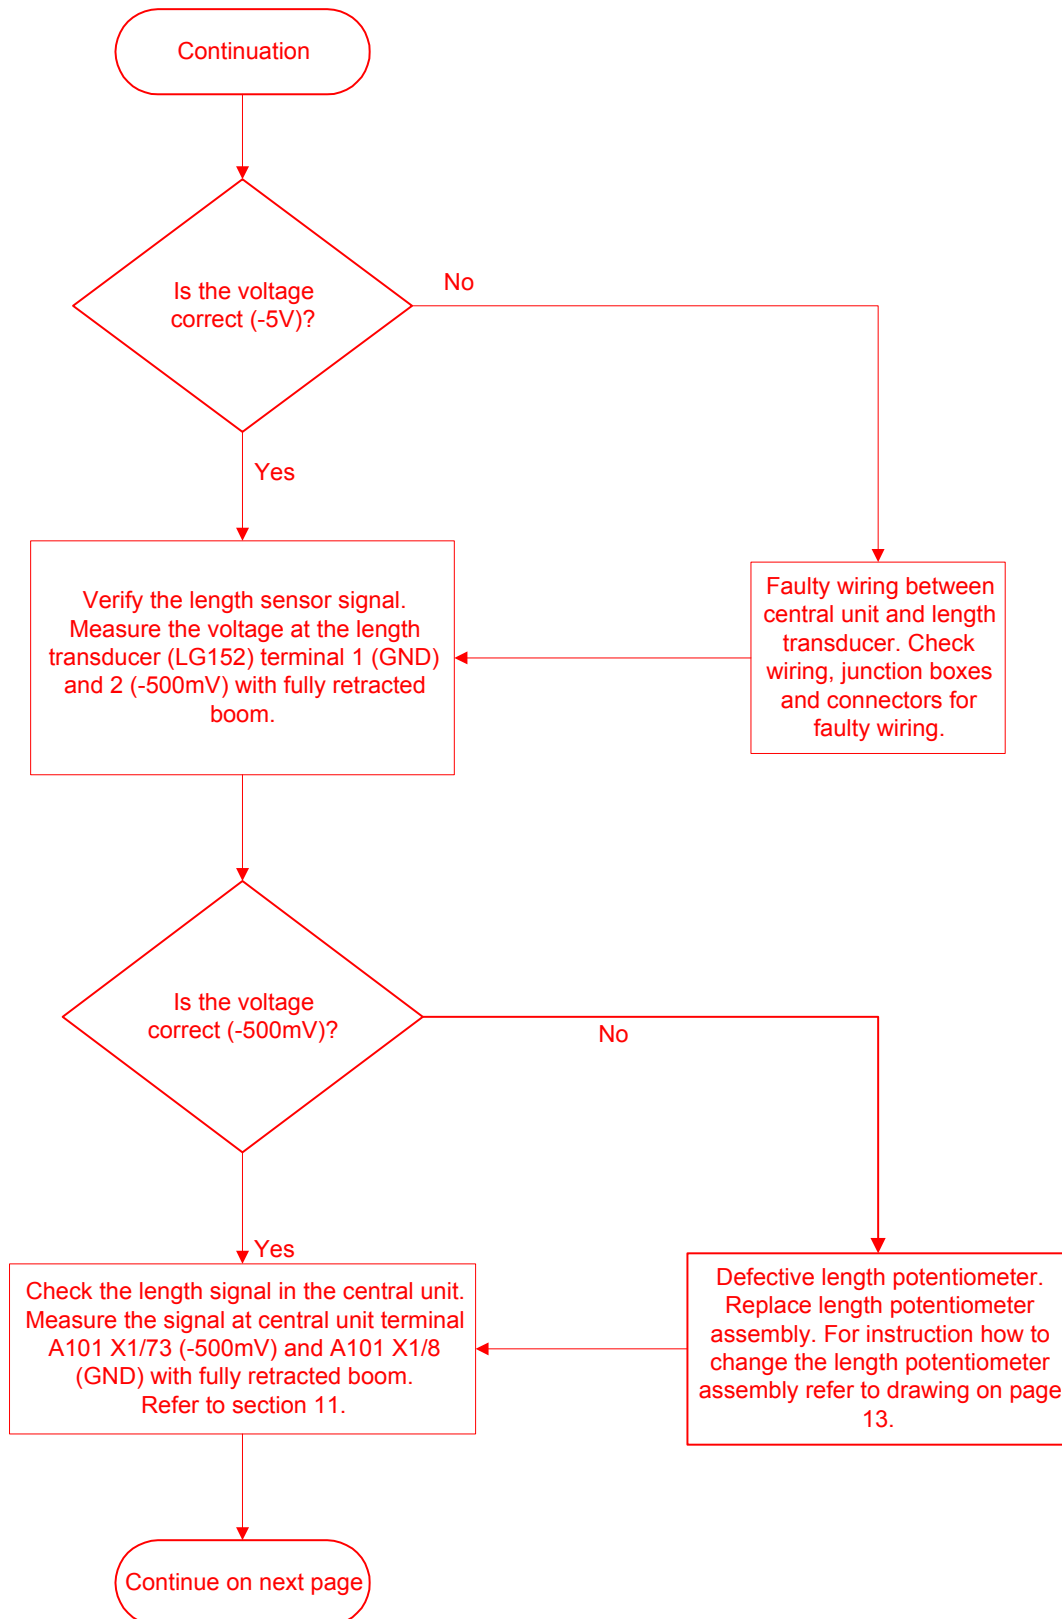 Continuation
Is the voltage
correct (-5V)?
No
Yes
Verify the length sensor signal.
Measure the voltage at the length
transducer (LG152) terminal 1 (GND)
and 2 (-500mV) with fully retracted
boom.
Faulty wiring between
central unit and length
transducer. Check
wiring, junction boxes
and connectors for
faulty wiring.
Is the voltage
correct (-500mV)?
No
Yes
Check the length signal in the central unit.
Measure the signal at central unit terminal
A101 X1/73 (-500mV) and A101 X1/8
(GND) with fully retracted boom.
Refer to section 11.
Defective length potentiometer.
Replace length potentiometer
assembly. For instruction how to
change the length potentiometer
assembly refer to drawing on page
13.
Continue on next page